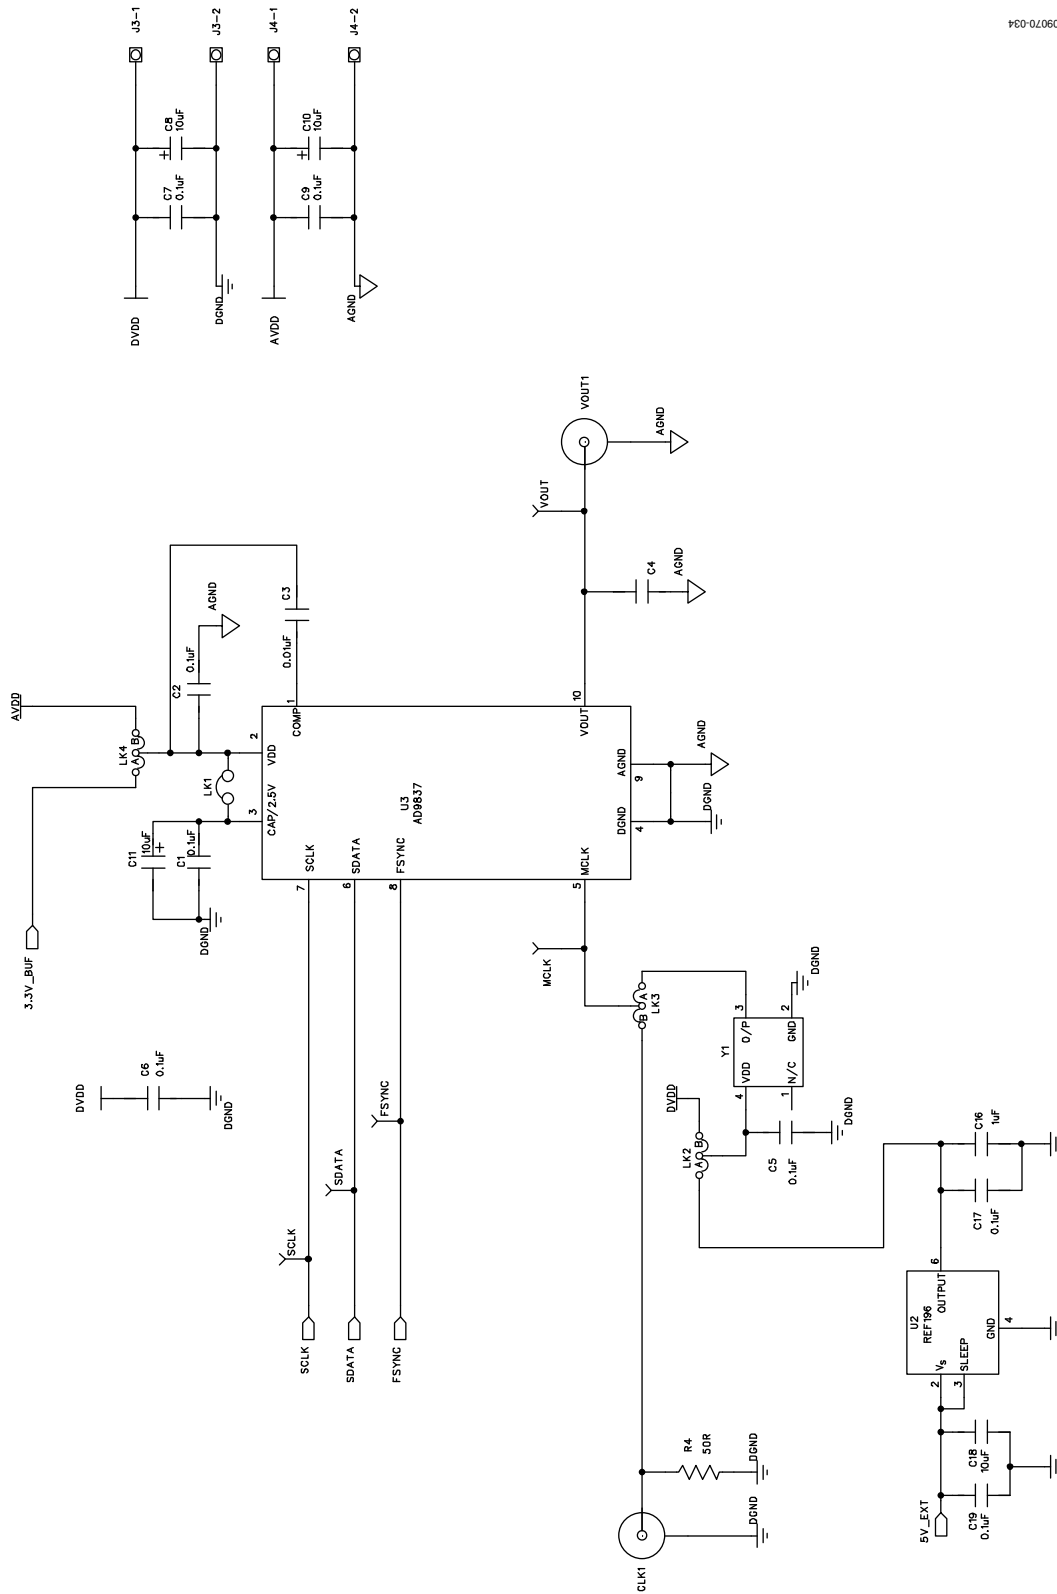 J3-1
J3-2
J4-1
J4-2
C8
10uF
+
C7
0.1uF
C10
10uF
+
C9
0.1uF
DVDD
DGND
AVDD
AGND
09070-034
VOUT1
AGND
VOUT
C4
AGND
AVDD
LK4
A
B
3.3V_BUF
C2
0.1uF
AGND
C3
0.01uF
LK1
C11
10uF
+
C1
0.1uF
DGND
3
CAP/2.5V
2
VDD
1
COMP
7
SCLK
6
SDATA
8
FSYNC
U3
AD9837
10
VOUT
9
AGND
4
DGND
5
MCLK
AGND
DGND
DVDD
C6
0.1uF
DGND
SCLK
SDATA
FSYNC
SCLK
SDATA
FSYNC
MCLK
LK3
B
A
Y1
3
O/P
2
GND
4
VDD
1
N/C
DGND
DVDD
LK2
A
B
C5
0.1uF
DGND
C16
1uF
C17
0.1uF
U2
REF196
6
OUTPUT
2
Vs
3
SLEEP
GND
4
C18
10uF
C19
0.1uF
5V_EXT
R4
50R
DGND
DGND
CLK1